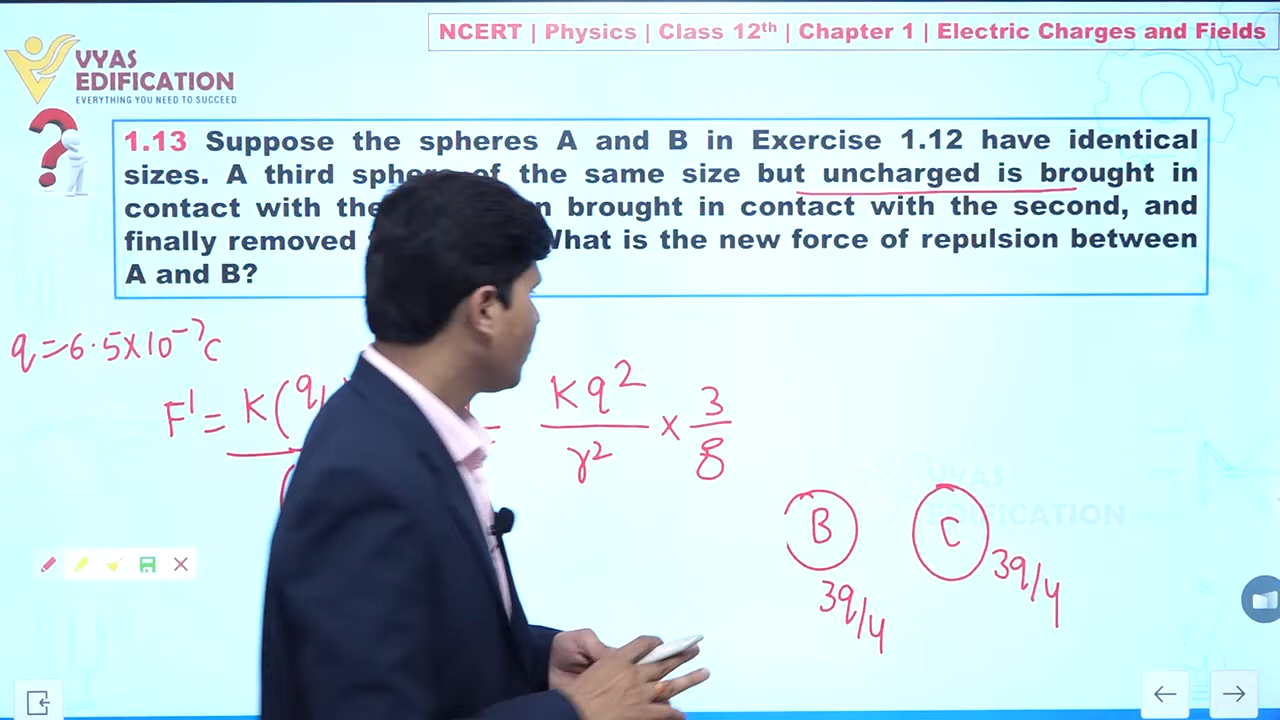 NCERT | Physics | Class 12th | Chapter 1 | Electric Charges and Fields
VYAS
EDIFICATION
EVERYTHING YOU NEED TO SUCCEED
1.13 Suppose the spheres A and B in Exercise 1.12 have identical
sizes. A third of the same size but uncharged is brought in
contact with brought in contact with the second, and
finally removed What is the new force of repulsion between
A and B?
q=6.5×10⁻⁷C
F' = K(q = Kq²/r² × 3/8
VYAS
EDIFICATION
B C
3q/4
3q/4